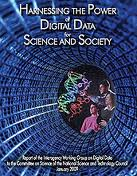 HARNESSING THE POWER
OF
DIGITAL DATA
for
SCIENCE AND SOCIETY
Report of the Interagency Working Group on Digital Data
to the Committee on Science of the National Science and Technology Council
January 2009